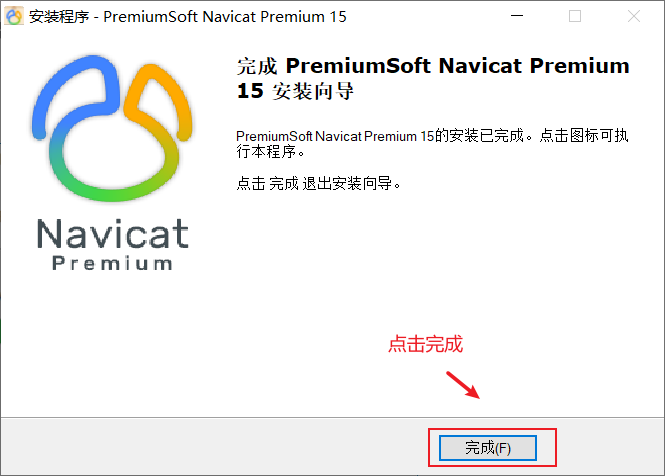 安装程序 - PremiumSoft Navicat Premium 15
完成 PremiumSoft Navicat Premium
15 安装向导
PremiumSoft Navicat Premium 15的安装已完成。点击图标可执
行本程序。
点击 完成 退出安装向导。
Navicat
Premium
点击完成
完成(F)